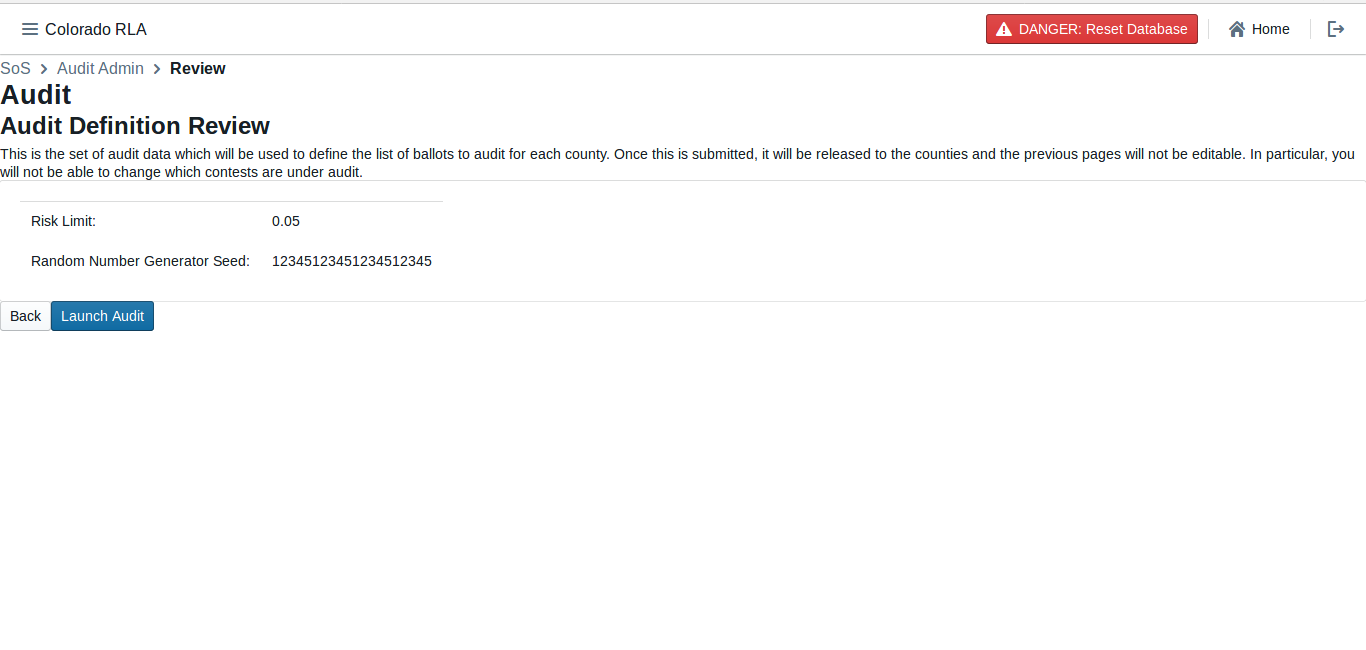 Colorado RLA
DANGER: Reset Database
Home
SoS > Audit Admin > Review
Audit
Audit Definition Review
This is the set of audit data which will be used to define the list of ballots to audit for each county. Once this is submitted, it will be released to the counties and the previous pages will not be editable. In particular, you
will not be able to change which contests are under audit.
Risk Limit: 0.05
Random Number Generator Seed: 12345123451234512345
Back Launch Audit